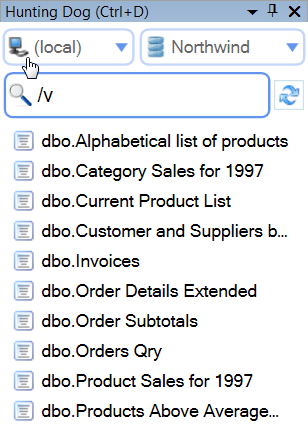 Hunting Dog (Ctrl+D)
(local) Northwind
/v
dbo.Alphabetical list of products
dbo.Category Sales for 1997
dbo.Current Product List
dbo.Customer and Suppliers b...
dbo.Invoices
dbo.Order Details Extended
dbo.Order Subtotals
dbo.Orders Qry
dbo.Product Sales for 1997
dbo.Products Above Average...